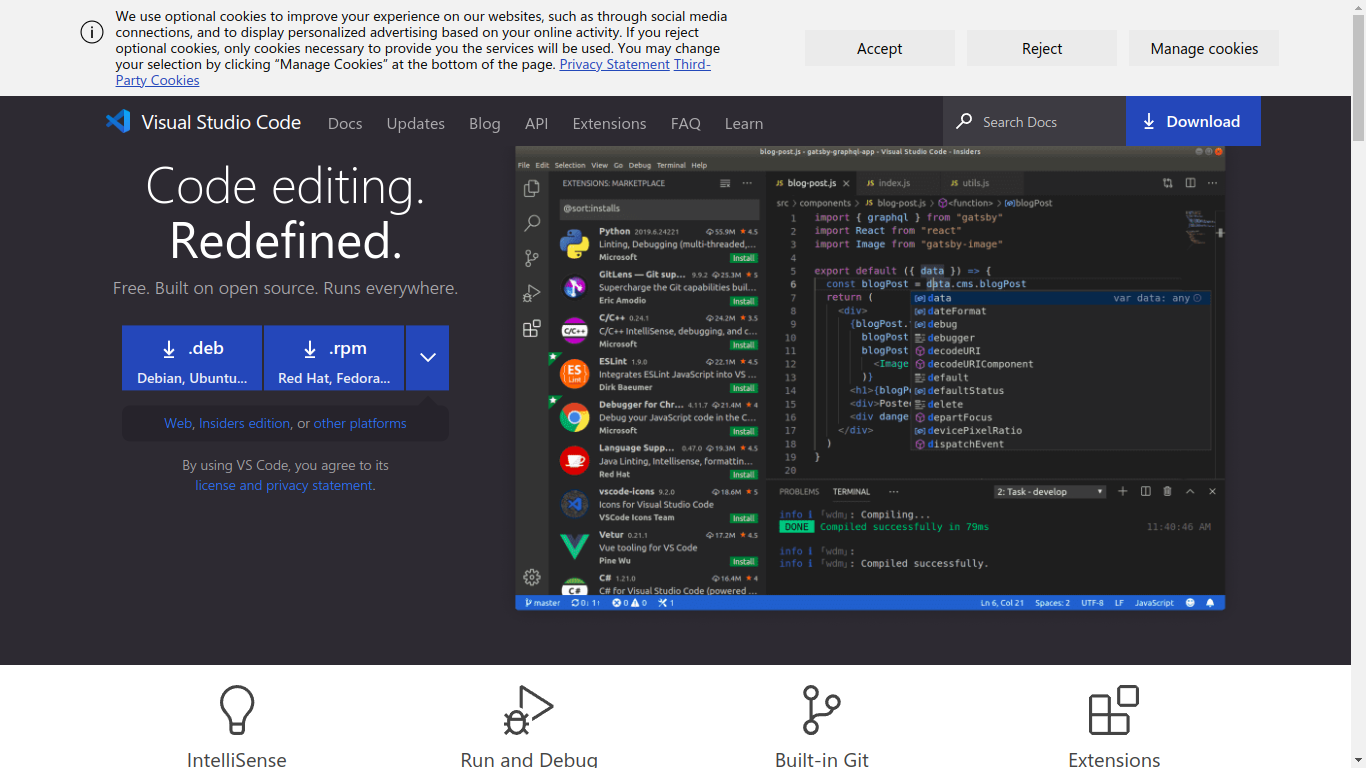 We use optional cookies to improve your experience on our websites, such as through social media
connections, and to display personalized advertising based on your online activity. If you reject
optional cookies, only cookies necessary to provide you the services will be used. You may change
your selection by clicking “Manage Cookies” at the bottom of the page. Privacy Statement Third-
Party Cookies
Accept
Reject
Manage cookies
Visual Studio Code
Docs
Updates
Blog
API
Extensions
FAQ
Learn
Search Docs
Download
Code editing.
Redefined.
Free. Built on open source. Runs everywhere.
.deb
Debian, Ubuntu...
.rpm
Red Hat, Fedora...
Web, Insiders edition, or other platforms
By using VS Code, you agree to its
license and privacy statement.
blog-post.js - gatsby-graphql-app - Visual Studio Code - Insiders
File Edit Selection View Go Debug Terminal Help
EXTENSIONS: MARKETPLACE
@sort:installs
Python 2019.6.24221 55.9M 4.5
Linting, Debugging (multi-threaded,...
Microsoft Install
GitLens — Git sup... 9.9.2 25.3M 5
Supercharge the Git capabilities buil...
Eric Amodio Install
C/C++ 0.24.1 24.2M 3.5
C/C++ IntelliSense, debugging, and c...
Microsoft Install
ESLint 1.9.0 22.1M 4.5
Integrates ESLint JavaScript into VS ...
Dirk Baeumer Install
Debugger for Chr... 4.11.7 21.4M 4
Debug your JavaScript code in the C...
Microsoft Install
Language Supp... 0.47.0 19.3M 4.5
Java Linting, Intellisense, formattin...
Red Hat Install
vscode-icons 9.2.0 18.6M 5
Icons for Visual Studio Code
VSCode Icons Team Install
Vetur 0.21.1 17.2M 4.5
Vue tooling for VS Code
Pine Wu Install
C# 1.21.0 16.4M 4
C# for Visual Studio Code (powered ...
JS blog-post.js
JS index.js
JS utils.js
src > components > JS blog-post.js > <function> > blogPost
1 import { graphql } from "gatsby"
2 import React from "react"
3 import Image from "gatsby-image"
4
5 export default ({ data }) => {
6 const blogPost = data.cms.blogPost
7 return (
8 <div>
9 {blogPost.
10 blogPost
11 blogPost
12 <Image
13 )}
14 <h1>{blogP
15 <div>Poste
16 <div dange
17 </div>
18 )
19 }
20
data var data: any
dateFormat
debug
debugger
decodeURI
decodeURIComponent
default
defaultStatus
delete
departFocus
devicePixelRatio
dispatchEvent
PROBLEMS TERMINAL ... 2: Task - develop
info i 「wdm」: Compiling...
DONE Compiled successfully in 79ms 11:40:46 AM
info i 「wdm」:
info i 「wdm」: Compiled successfully.
master 0↓ 1↑ 0 0 1
Ln 6, Col 21 Spaces: 2 UTF-8 LF JavaScript
IntelliSense
Run and Debug
Built-in Git
Extensions